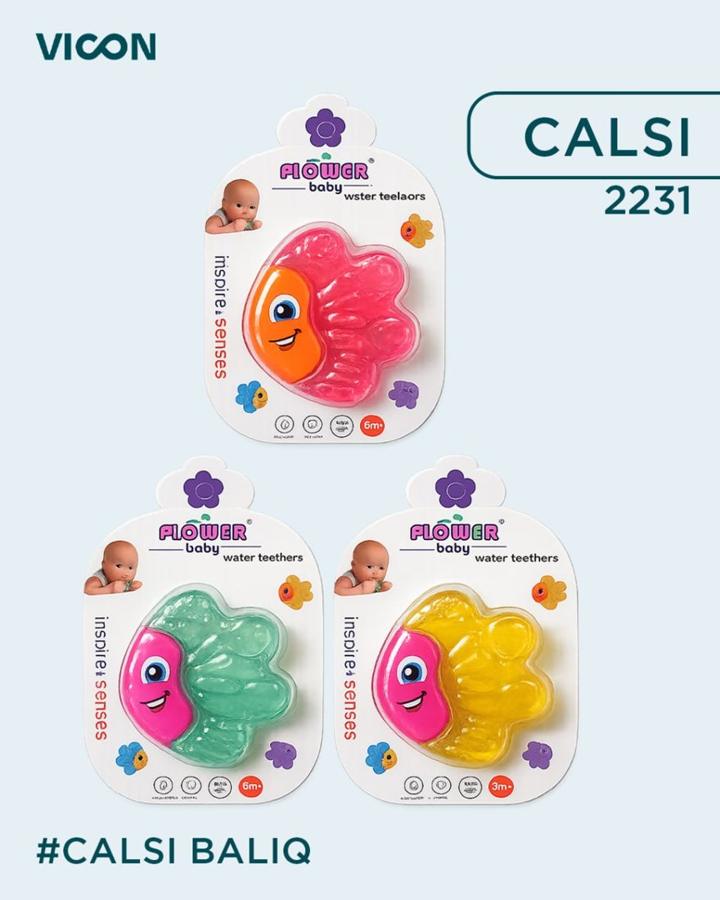 VICON
CALSI
2231
FLOWER®
baby
wster teelaors
inspire senses
6m+
FLOWER®
baby
water teethers
inspire senses
6m+
FLOWER®
baby
water teethers
inspire senses
3m+
#CALSI BALIQ